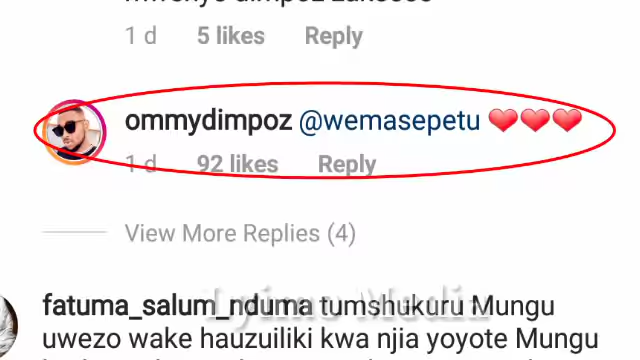 1 d 5 likes Reply
ommydimpoz @wemasepetu ❤❤❤
1 d 92 likes Reply
View More Replies (4)
fatuma_salum_nduma tumshukuru Mungu
uwezo wake hauzuiliki kwa njia yoyote Mungu